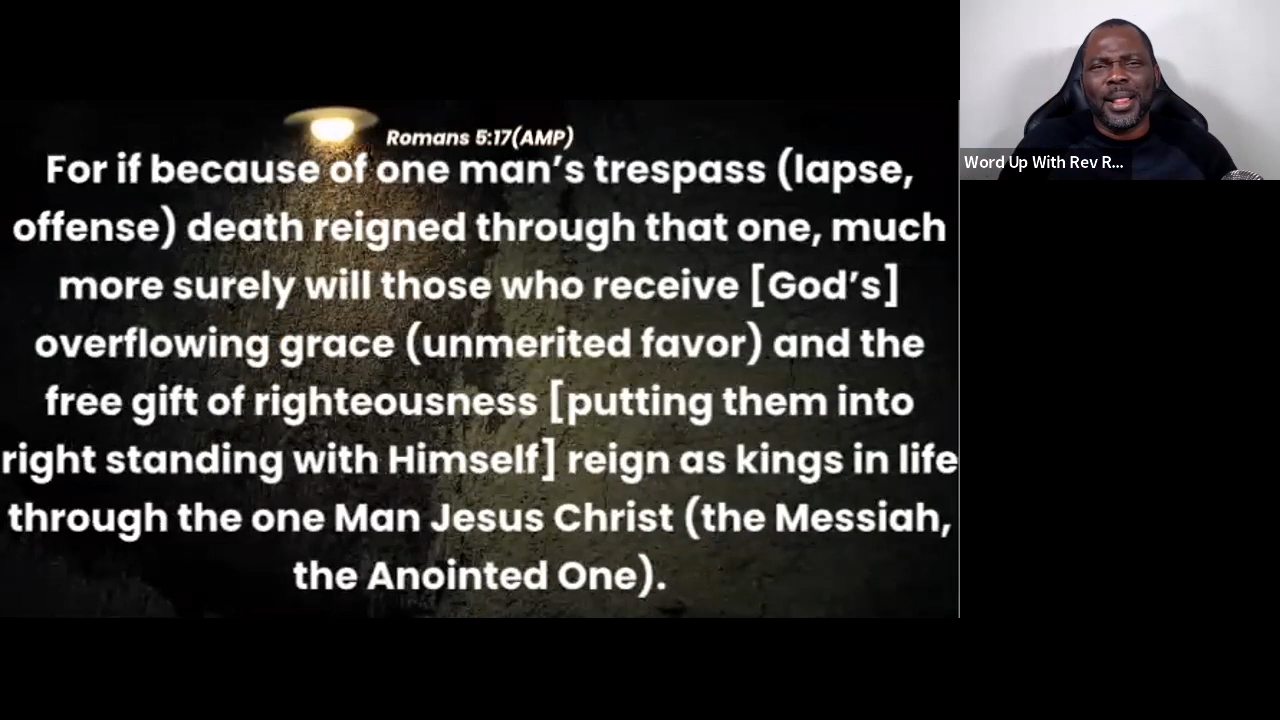 Romans 5:17(AMP)
For if because of one man’s trespass (lapse,
offense) death reigned through that one, much
more surely will those who receive [God’s]
overflowing grace (unmerited favor) and the
free gift of righteousness [putting them into
right standing with Himself] reign as kings in life
through the one Man Jesus Christ (the Messiah,
the Anointed One).
Word Up With Rev R...